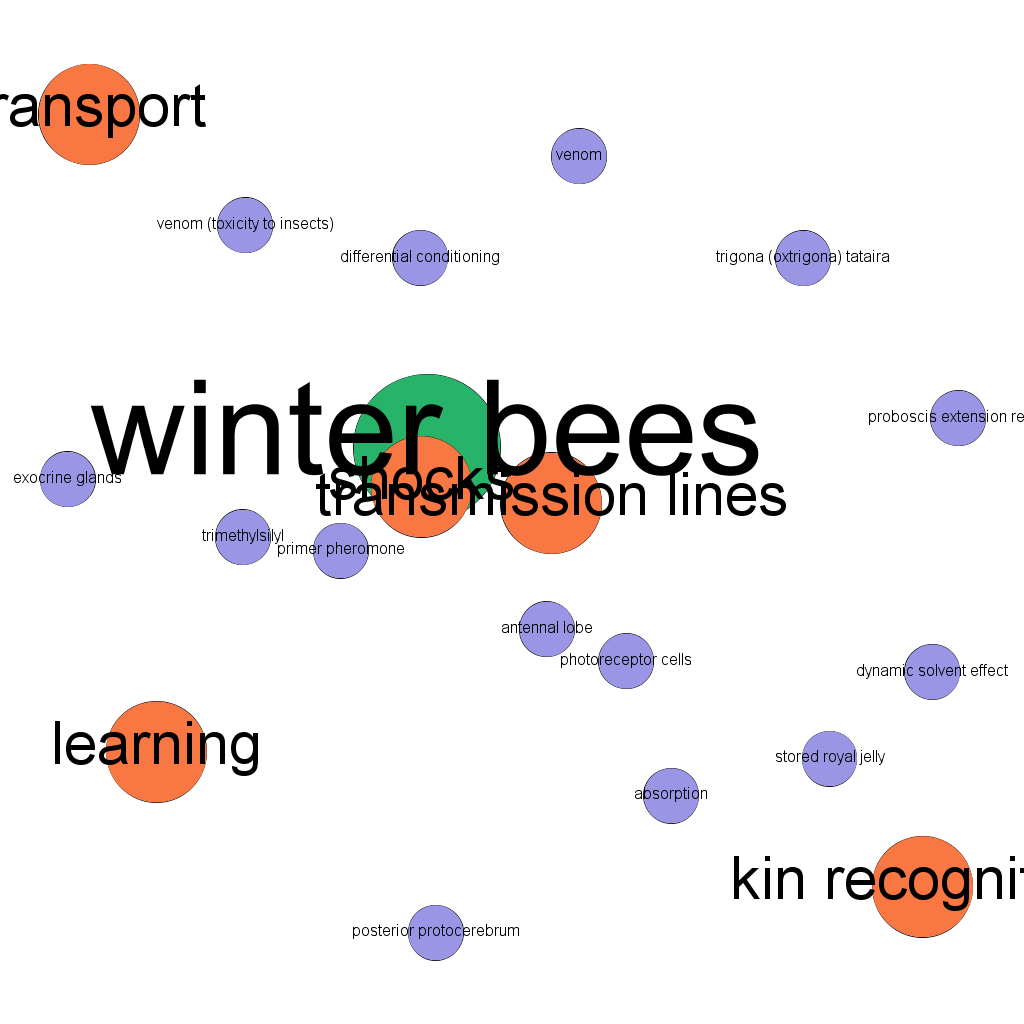 ransport
venom
venom (toxicity to insects)
differential conditioning
trigona (oxtrigona) tataira
winter bees
proboscis extension re
shocks
exocrine glands
transmission lines
trimethylsilyl
primer pheromone
antennal lobe
photoreceptor cells
dynamic solvent effect
learning
stored royal jelly
absorption
kin recognit
posterior protocerebrum